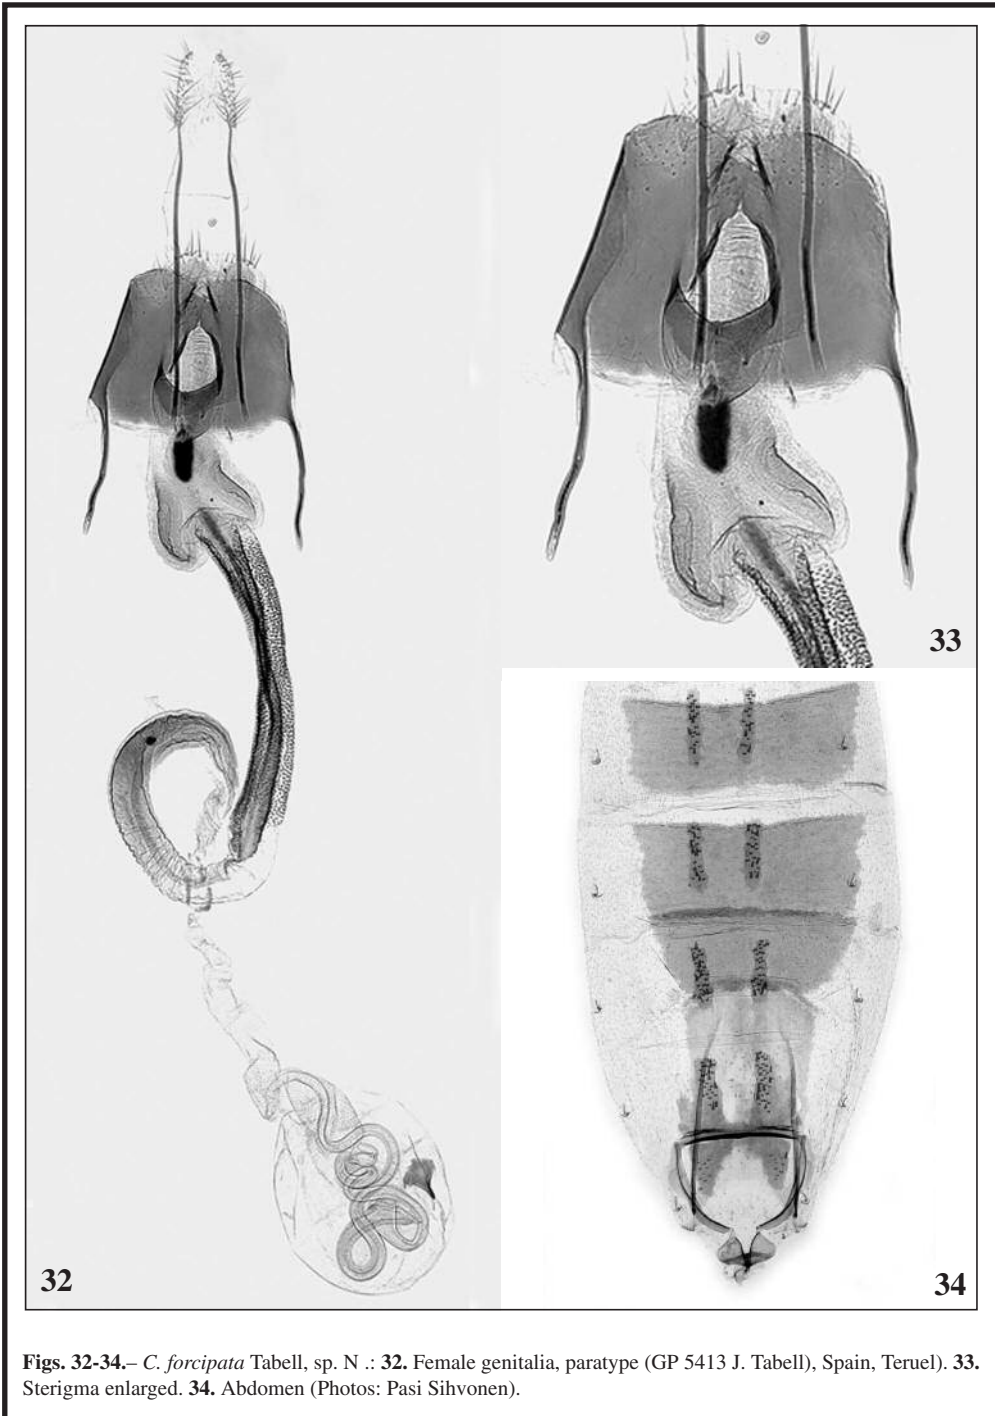 33
32
34
Figs. 32-34.– C. forcipata Tabell, sp. N .: 32. Female genitalia, paratype (GP 5413 J. Tabell), Spain, Teruel). 33.
Sterigma enlarged. 34. Abdomen (Photos: Pasi Sihvonen).